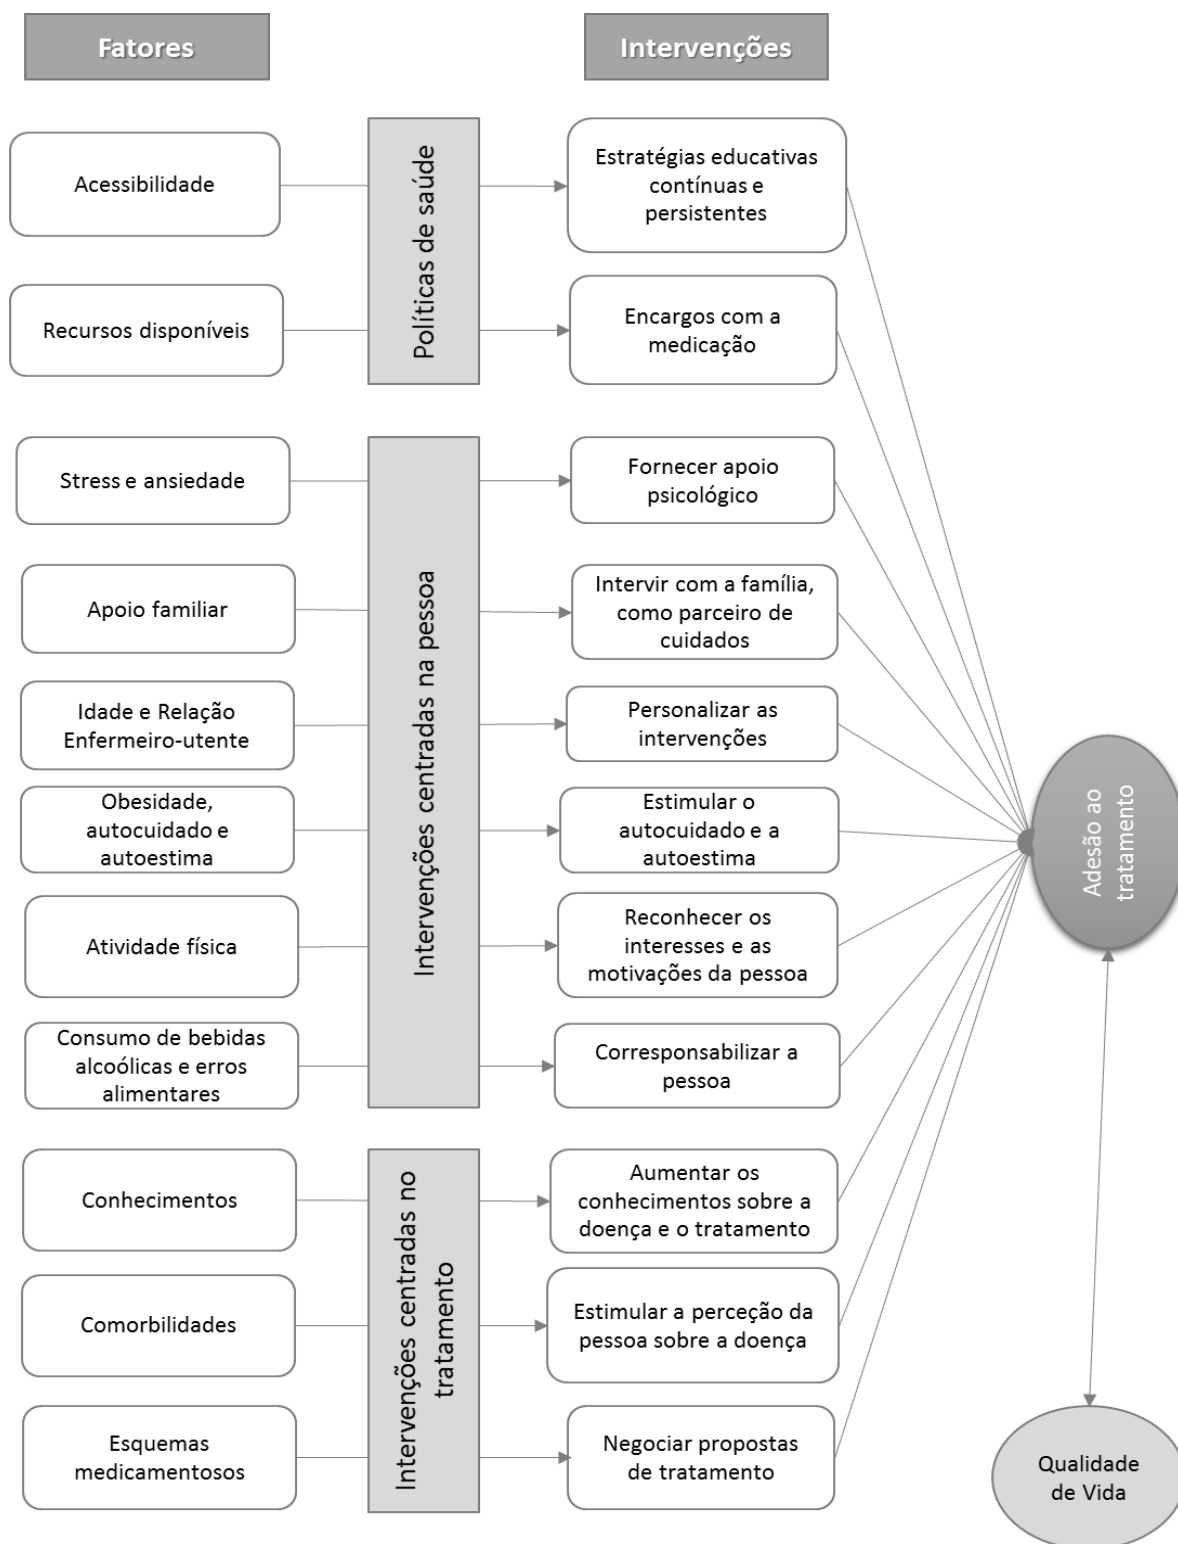 Fatores
Intervenções
Políticas de saúde
Acessibilidade
Estratégias educativas
contínuas e
persistentes
Recursos disponíveis
Encargos com a
medicação
Intervenções centradas na pessoa
Stress e ansiedade
Fornecer apoio
psicológico
Apoio familiar
Intervir com a família,
como parceiro de
cuidados
Idade e Relação
Enfermeiro-utente
Personalizar as
intervenções
Obesidade,
autocuidado e
autoestima
Estimular o
autocuidado e a
autoestima
Atividade física
Reconhecer os
interesses e as
motivações da pessoa
Consumo de bebidas
alcoólicas e erros
alimentares
Corresponsabilizar a
pessoa
Intervenções centradas no
tratamento
Conhecimentos
Aumentar os
conhecimentos sobre a
doença e o tratamento
Comorbilidades
Estimular a perceção da
pessoa sobre a doença
Esquemas
medicamentosos
Negociar propostas
de tratamento
Adesão ao
tratamento
Qualidade
de Vida